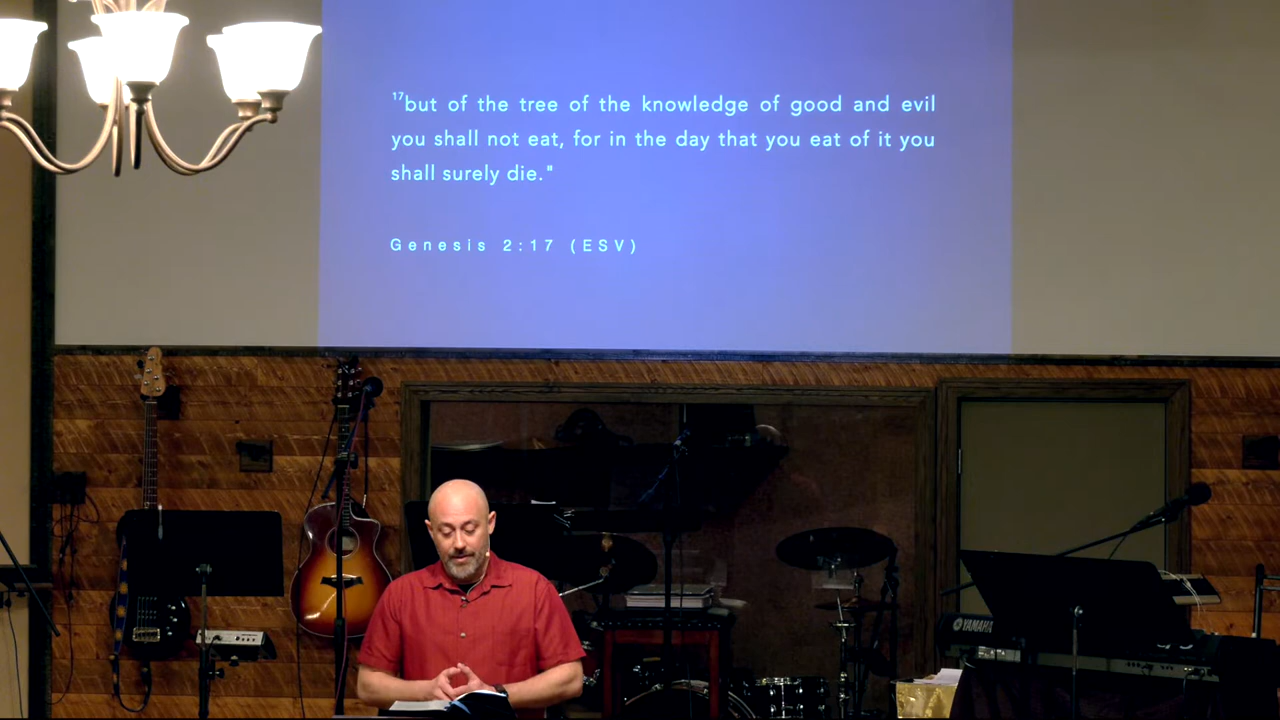 ¹⁷but of the tree of the knowledge of good and evil
you shall not eat, for in the day that you eat of it you
shall surely die."
Genesis 2:17 (ESV)
YAMAHA